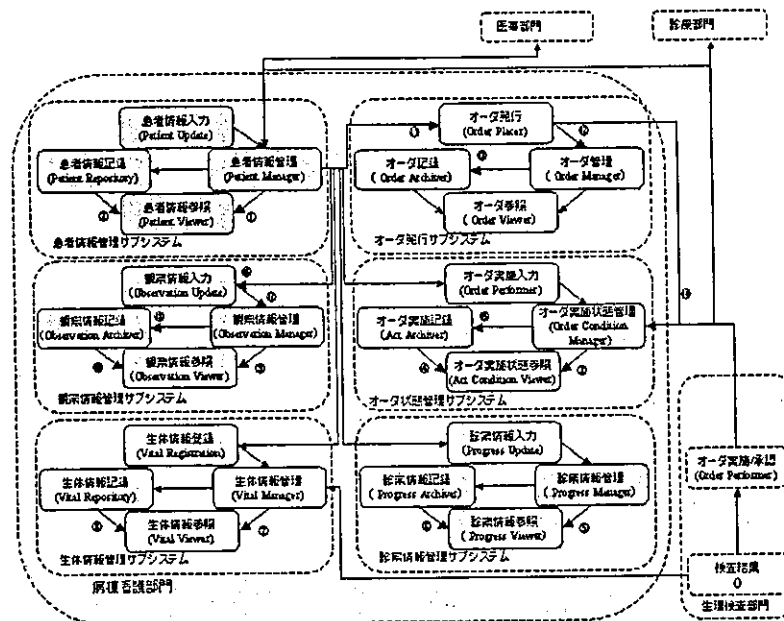 医事部門
診療部門
患者情報入力
(Patient Update)
患者情報記録
(Patient Repository)
患者情報管理
(Patient Manager)
患者情報参照
(Patient Viewer)
患者情報管理サブシステム
オーダ発行
(Order Placer)
オーダ記録
( Order Archiver)
オーダ管理
( Order Manager)
オーダ参照
( Order Viewer)
オーダ発行サブシステム
観察情報入力
(Observation Update)
観察情報記録
(Observation Archiver)
観察情報管理
(Observation Manager)
観察情報参照
(Observation Viewer)
観察情報管理サブシステム
オーダ実施入力
(Order Performer)
オーダ実施記録
(Act Archiver)
オーダ実施状態管理
(Order Condition
Manager)
オーダ実施状態参照
(Act Condition Viewer)
オーダ状態管理サブシステム
生体情報登録
(Vital Registration)
生体情報記録
(Vital Repository)
生体情報管理
(Vital Manager)
生体情報参照
(Vital Viewer)
生体情報管理サブシステム
診察情報入力
(Progress Update)
診察情報記録
( Progress Archiver)
診察情報管理
( Progress Manager)
診察情報参照
( Progress Viewer)
診察情報管理サブシステム
病棟看護部門
オーダ実施/承認
(Order Performer)
検査結果
()
生理検査部門